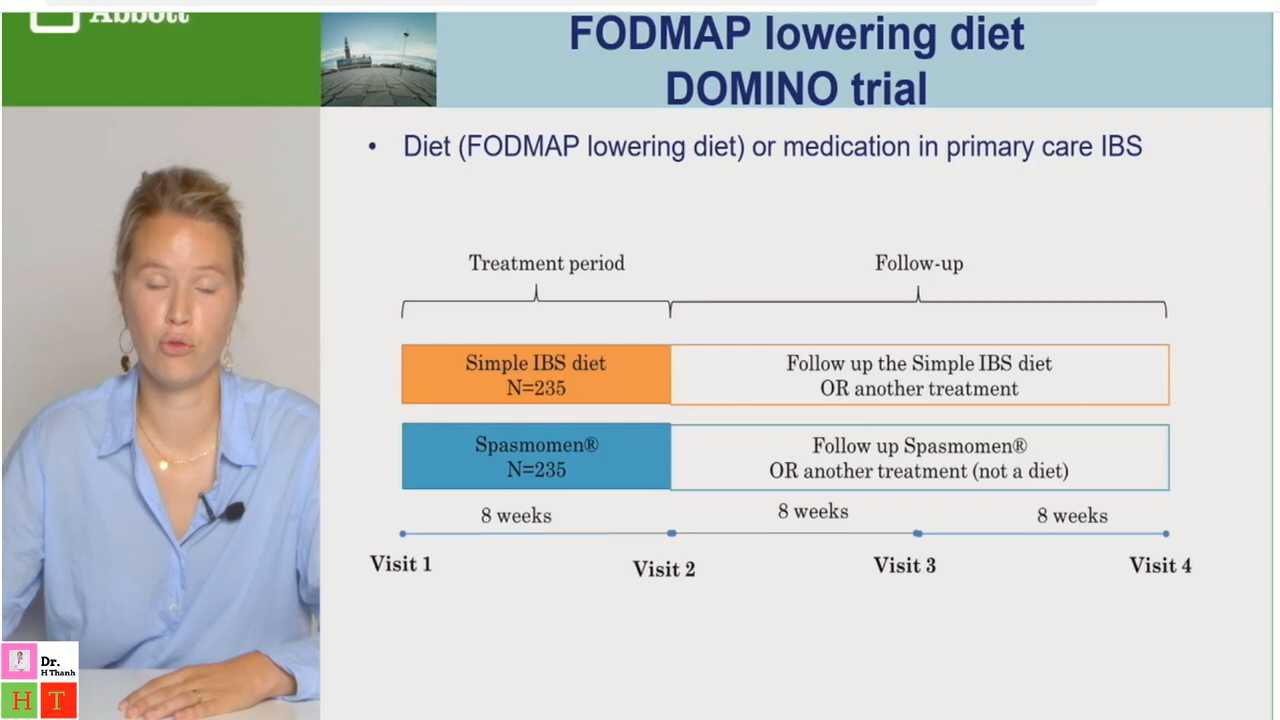 Abbott
FODMAP lowering diet
DOMINO trial
• Diet (FODMAP lowering diet) or medication in primary care IBS
Treatment period
Follow-up
Simple IBS diet
N=235
Follow up the Simple IBS diet
OR another treatment
Spasmomen®
N=235
Follow up Spasmomen®
OR another treatment (not a diet)
8 weeks
8 weeks
8 weeks
Visit 1
Visit 2
Visit 3
Visit 4
Dr.
H Thanh
H T